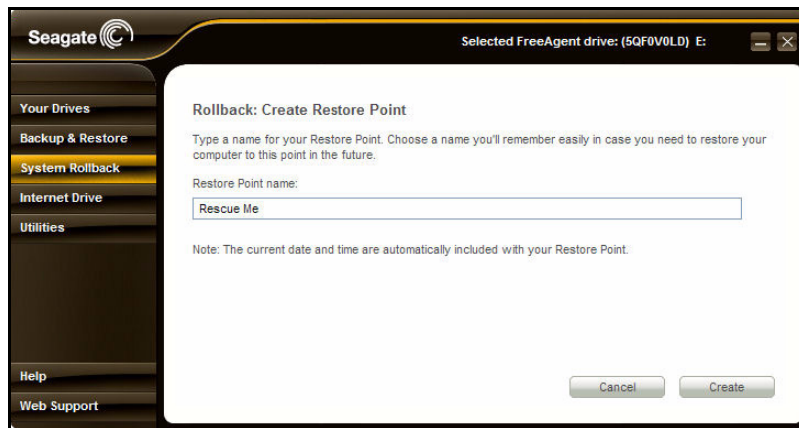 Seagate
Selected FreeAgent drive: (5QF0V0LD) E:
Your Drives
Backup & Restore
System Rollback
Internet Drive
Utilities
Help
Web Support
Rollback: Create Restore Point
Type a name for your Restore Point. Choose a name you'll remember easily in case you need to restore your
computer to this point in the future.
Restore Point name:
Rescue Me
Note: The current date and time are automatically included with your Restore Point.
Cancel
Create